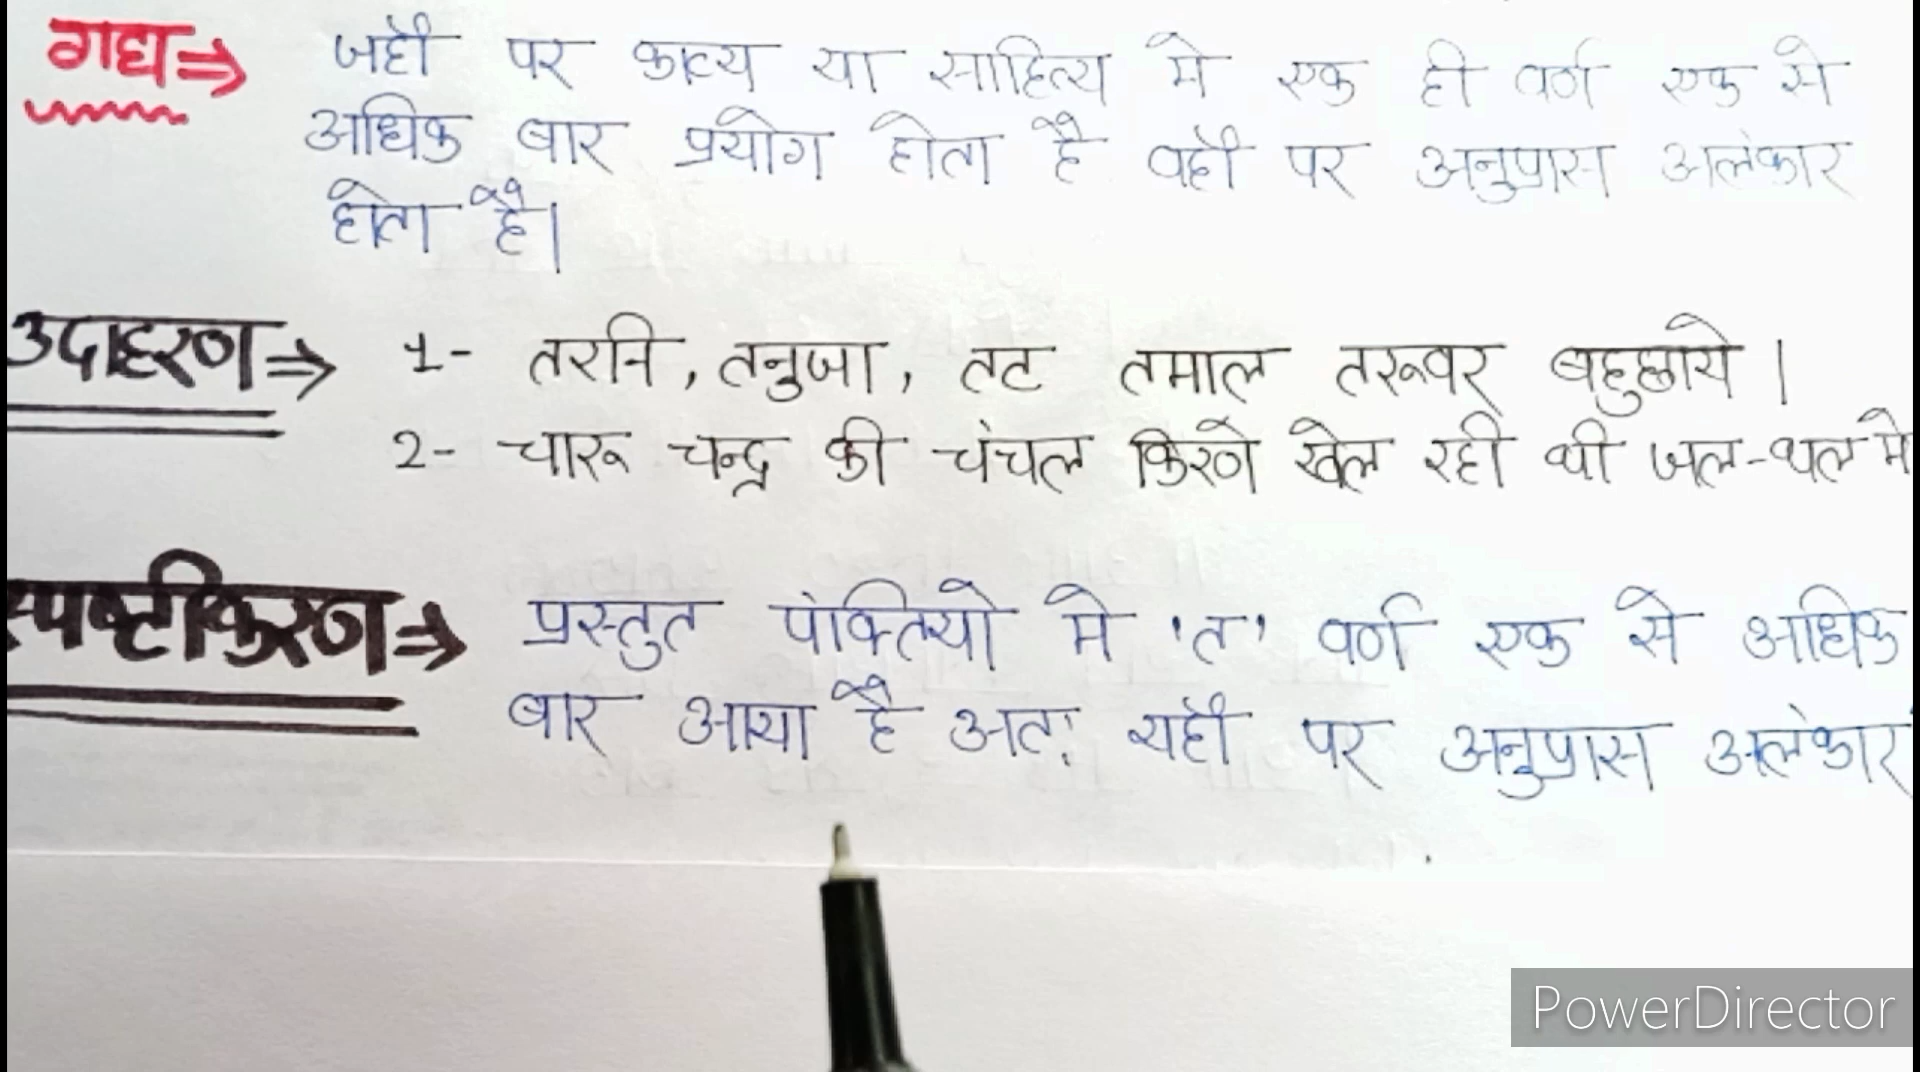 गद्य⇒ जहाँ पर काव्य या साहित्य मे एक ही वर्ण एक से
अधिक बार प्रयोग होता है वहाँ पर अनुप्रास अलंकार
होता है।
उदाहरण⇒ 1- तरनि, तनुजा, तट तमाल तरूवर बहुछाये।
2- चारू चन्द्र की चंचल किरणे खेल रही थी जल-थल मे
स्पष्टीकिरण⇒ प्रस्तुत पंक्तियो मे 'त' वर्ण एक से अधिक
बार आया है अतः यहाँ पर अनुप्रास अलंकार
PowerDirector